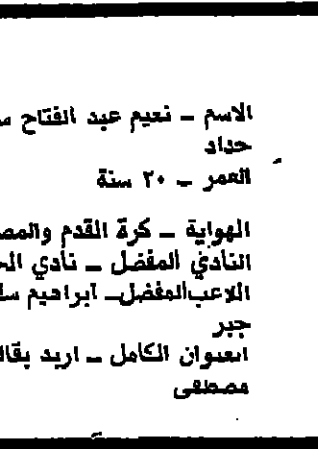 الاسم – نعيم عبد الفتاح
حداد
العمر – ٢٠ سنة
الهواية – كرة القدم
النادي المفضل – نادي
اللاعب المفضل – ابراهيم
جبر
العنوان الكامل – اربد
مصطفى